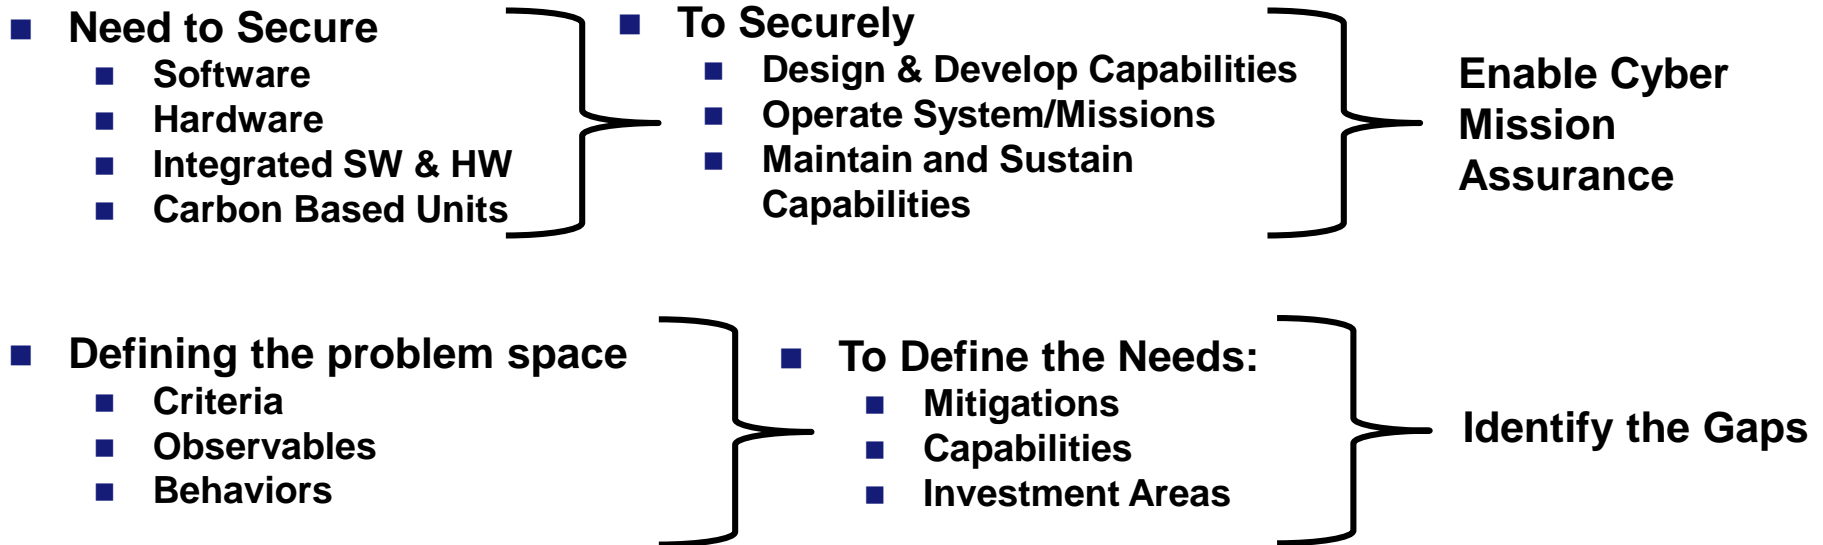 Need to Secure
Software
Hardware
Integrated SW & HW
Carbon Based Units
To Securely
Design & Develop Capabilities
Operate System/Missions
Maintain and Sustain
Capabilities
Enable Cyber
Mission
Assurance
Defining the problem space
Criteria
Observables
Behaviors
To Define the Needs:
Mitigations
Capabilities
Investment Areas
Identify the Gaps